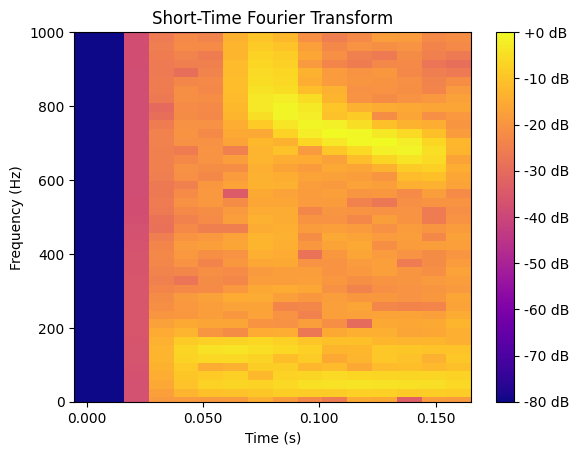 Short-Time Fourier Transform
1000
800
600
400
200
0
Frequency (Hz)
0.000
0.050
0.100
0.150
Time (s)
+0 dB
-10 dB
-20 dB
-30 dB
-40 dB
-50 dB
-60 dB
-70 dB
-80 dB